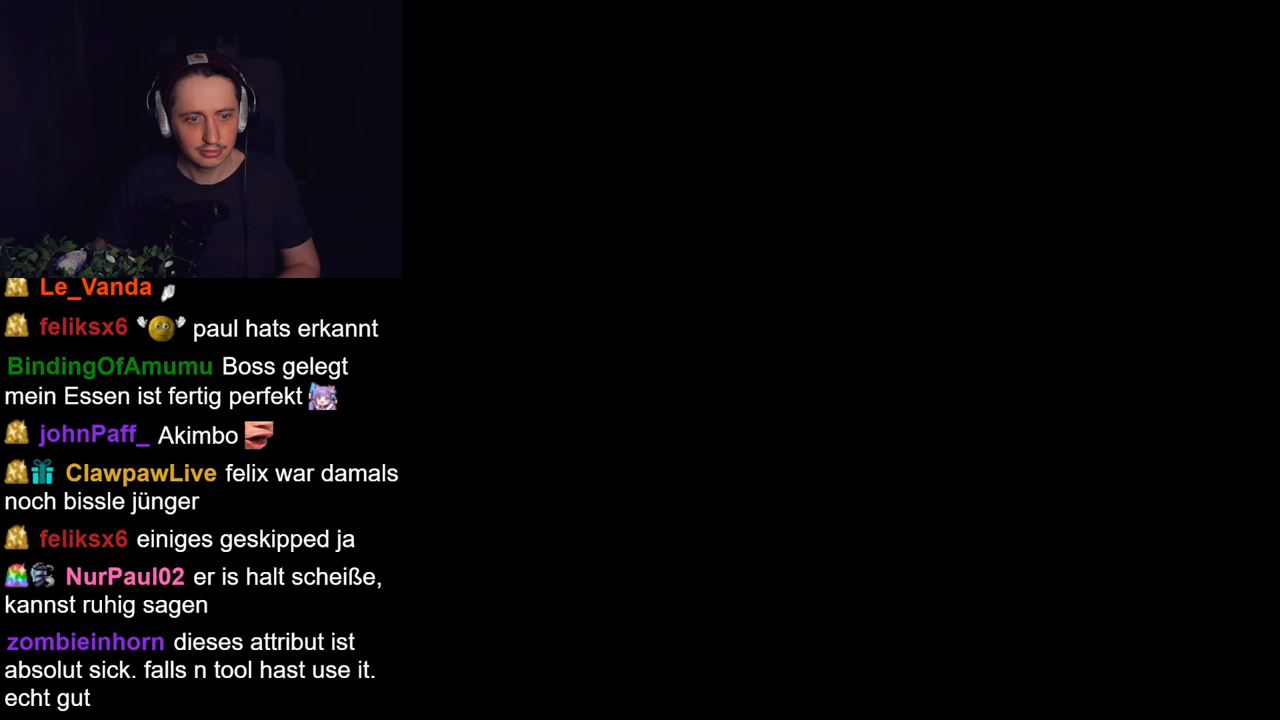 Le_Vanda
feliksx6 paul hats erkannt
BindingOfAmumu Boss gelegt
mein Essen ist fertig perfekt
johnPaff_ Akimbo
ClawpawLive felix war damals
noch bissle jünger
feliksx6 einiges geskipped ja
NurPaul02 er is halt scheiße,
kannst ruhig sagen
zombieinhorn dieses attribut ist
absolut sick. falls n tool hast use it.
echt gut